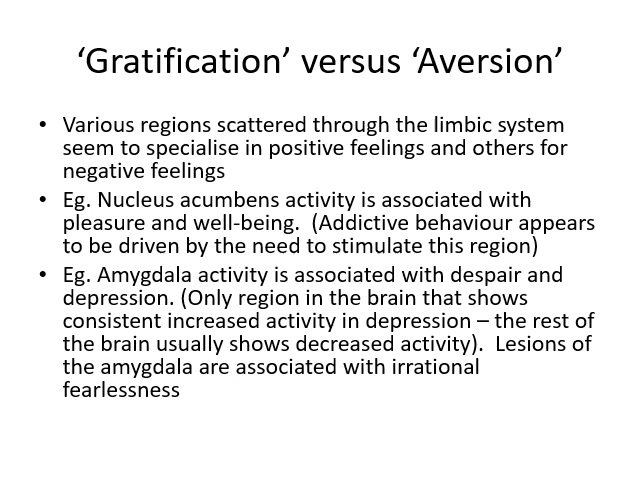 ‘Gratification’ versus ‘Aversion’
• Various regions scattered through the limbic system
seem to specialise in positive feelings and others for
negative feelings
• Eg. Nucleus acumbens activity is associated with
pleasure and well-being.  (Addictive behaviour appears
to be driven by the need to stimulate this region)
• Eg. Amygdala activity is associated with despair and
depression. (Only region in the brain that shows
consistent increased activity in depression – the rest of
the brain usually shows decreased activity).  Lesions of
the amygdala are associated with irrational
fearlessness